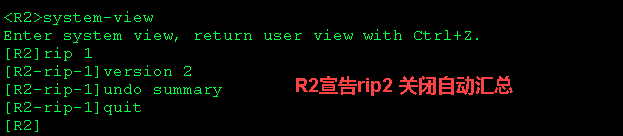 <R2>system-view
Enter system view, return user view with Ctrl+Z.
[R2]rip 1
[R2-rip-1]version 2
[R2-rip-1]undo summary
R2宣告rip2 关闭自动汇总
[R2-rip-1]quit
[R2]